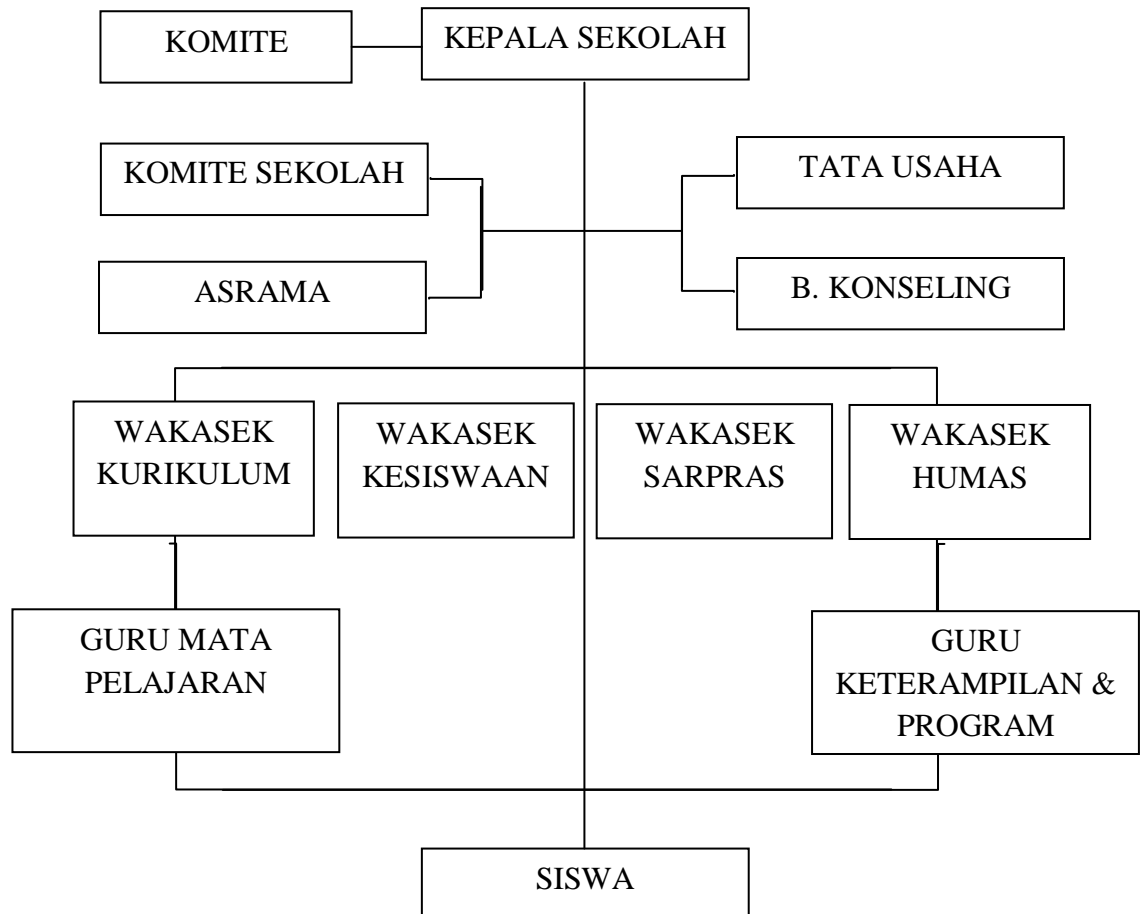 KOMITE
KEPALA SEKOLAH
KOMITE SEKOLAH
TATA USAHA
ASRAMA
B. KONSELING
WAKASEK
KURIKULUM
WAKASEK
KESISWAAN
WAKASEK
SARPRAS
WAKASEK
HUMAS
GURU MATA
PELAJARAN
GURU
KETERAMPILAN &
PROGRAM
SISWA